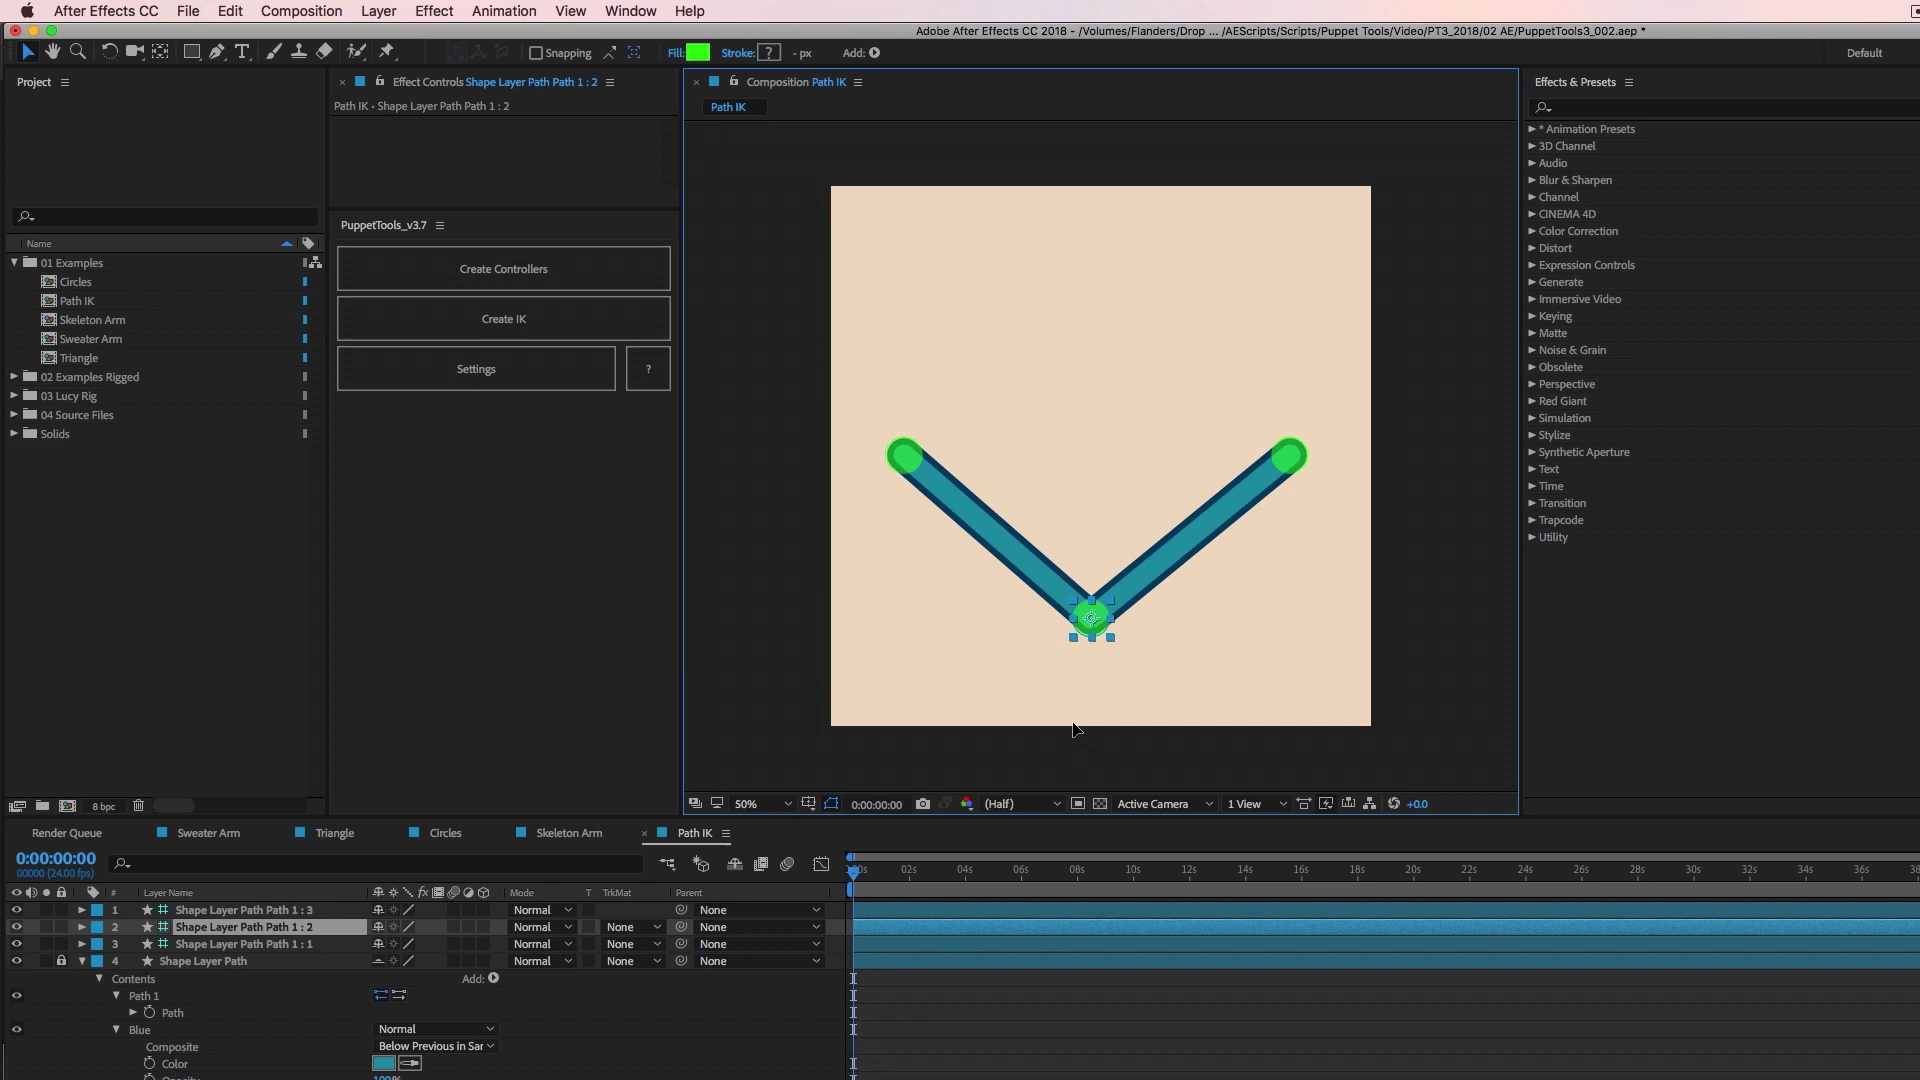 After Effects CC File Edit Composition Layer Effect Animation View Window Help
Adobe After Effects CC 2018 - /Volumes/Flanders/Drop ... /AEScripts/Scripts/Puppet Tools/Video/PT3_2018/02 AE/PuppetTools3_002.aep *
Snapping Fill: Stroke: ? - px Add: Default
Project
Effect Controls Shape Layer Path Path 1 : 2
Composition Path IK
Effects & Presets
Path IK • Shape Layer Path Path 1 : 2
Path IK
* Animation Presets
3D Channel
Audio
Blur & Sharpen
Channel
CINEMA 4D
Color Correction
Distort
Expression Controls
Generate
Immersive Video
Keying
Matte
Noise & Grain
Obsolete
Perspective
Red Giant
Simulation
Stylize
Synthetic Aperture
Text
Time
Transition
Trapcode
Utility
PuppetTools_v3.7
Create Controllers
Create IK
Settings ?
Name
01 Examples
Circles
Path IK
Skeleton Arm
Sweater Arm
Triangle
02 Examples Rigged
03 Lucy Rig
04 Source Files
Solids
8 bpc
50% 0:00:00:00 (Half) Active Camera 1 View +0.0
Render Queue Sweater Arm Triangle Circles Skeleton Arm Path IK
0:00:00:00
00000 (24.00 fps)
02s 04s 06s 08s 10s 12s 14s 16s 18s 20s 22s 24s 26s 28s 30s 32s 34s 36s
# Layer Name Mode T TrkMat Parent
1 Shape Layer Path Path 1 : 3 Normal None
2 Shape Layer Path Path 1 : 2 Normal None None
3 Shape Layer Path Path 1 : 1 Normal None None
4 Shape Layer Path Normal None None
Contents Add:
Path 1
Path
Blue Normal
Composite Below Previous in Sar
Color